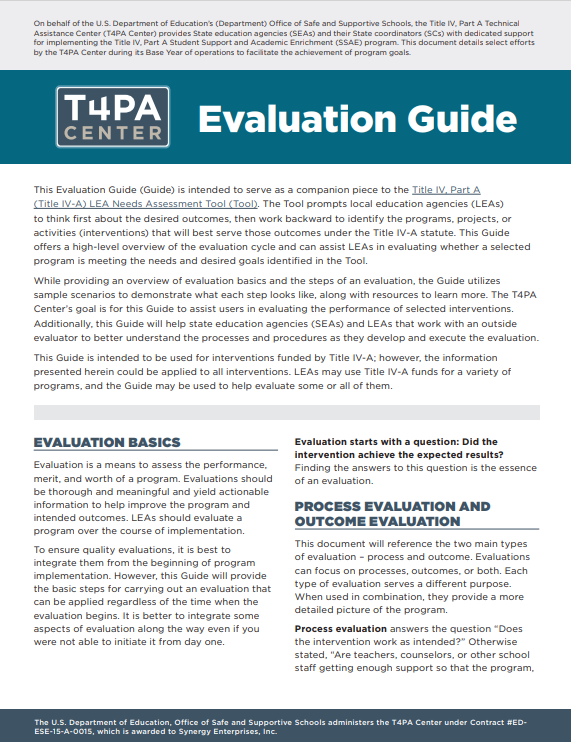 On behalf of the U.S. Department of Education's (Department) Office of Safe and Supportive Schools, the Title IV, Part A Technical
Assistance Center (T4PA Center) provides State education agencies (SEAs) and their State coordinators (SCs) with dedicated support
for implementing the Title IV, Part A Student Support and Academic Enrichment (SSAE) program. This document details select efforts
by the T4PA Center during its Base Year of operations to facilitate the achievement of program goals.
T4PA
CENTER
Evaluation Guide
This Evaluation Guide (Guide) is intended to serve as a companion piece to the Title IV, Part A
(Title IV-A) LEA Needs Assessment Tool (Tool). The Tool prompts local education agencies (LEAs)
to think first about the desired outcomes, then work backward to identify the programs, projects, or
activities (interventions) that will best serve those outcomes under the Title IV-A statute. This Guide
offers a high-level overview of the evaluation cycle and can assist LEAs in evaluating whether a selected
program is meeting the needs and desired goals identified in the Tool.
While providing an overview of evaluation basics and the steps of an evaluation, the Guide utilizes
sample scenarios to demonstrate what each step looks like, along with resources to learn more. The T4PA
Center's goal is for this Guide to assist users in evaluating the performance of selected interventions.
Additionally, this Guide will help state education agencies (SEAs) and LEAs that work with an outside
evaluator to better understand the processes and procedures as they develop and execute the evaluation.
This Guide is intended to be used for interventions funded by Title IV-A; however, the information
presented herein could be applied to all interventions. LEAs may use Title IV-A funds for a variety of
programs, and the Guide may be used to help evaluate some or all of them.
EVALUATION BASICS
Evaluation is a means to assess the performance,
merit, and worth of a program. Evaluations should
be thorough and meaningful and yield actionable
information to help improve the program and
intended outcomes. LEAs should evaluate a
program over the course of implementation.
To ensure quality evaluations, it is best to
integrate them from the beginning of program
implementation. However, this Guide will provide
the basic steps for carrying out an evaluation that
can be applied regardless of the time when the
evaluation begins. It is better to integrate some
aspects of evaluation along the way even if you
were not able to initiate it from day one.
Evaluation starts with a question: Did the
intervention achieve the expected results?
Finding the answers to this question is the essence
of an evaluation.
PROCESS EVALUATION AND
OUTCOME EVALUATION
This document will reference the two main types
of evaluation – process and outcome. Evaluations
can focus on processes, outcomes, or both. Each
type of evaluation serves a different purpose.
When used in combination, they provide a more
detailed picture of the program.
Process evaluation answers the question "Does
the intervention work as intended?" Otherwise
stated, "Are teachers, counselors, or other school
staff getting enough support so that the program,
The U.S. Department of Education, Office of Safe and Supportive Schools administers the T4PA Center under Contract #ED-
ESE-15-A-0015, which is awarded to Synergy Enterprises, Inc.